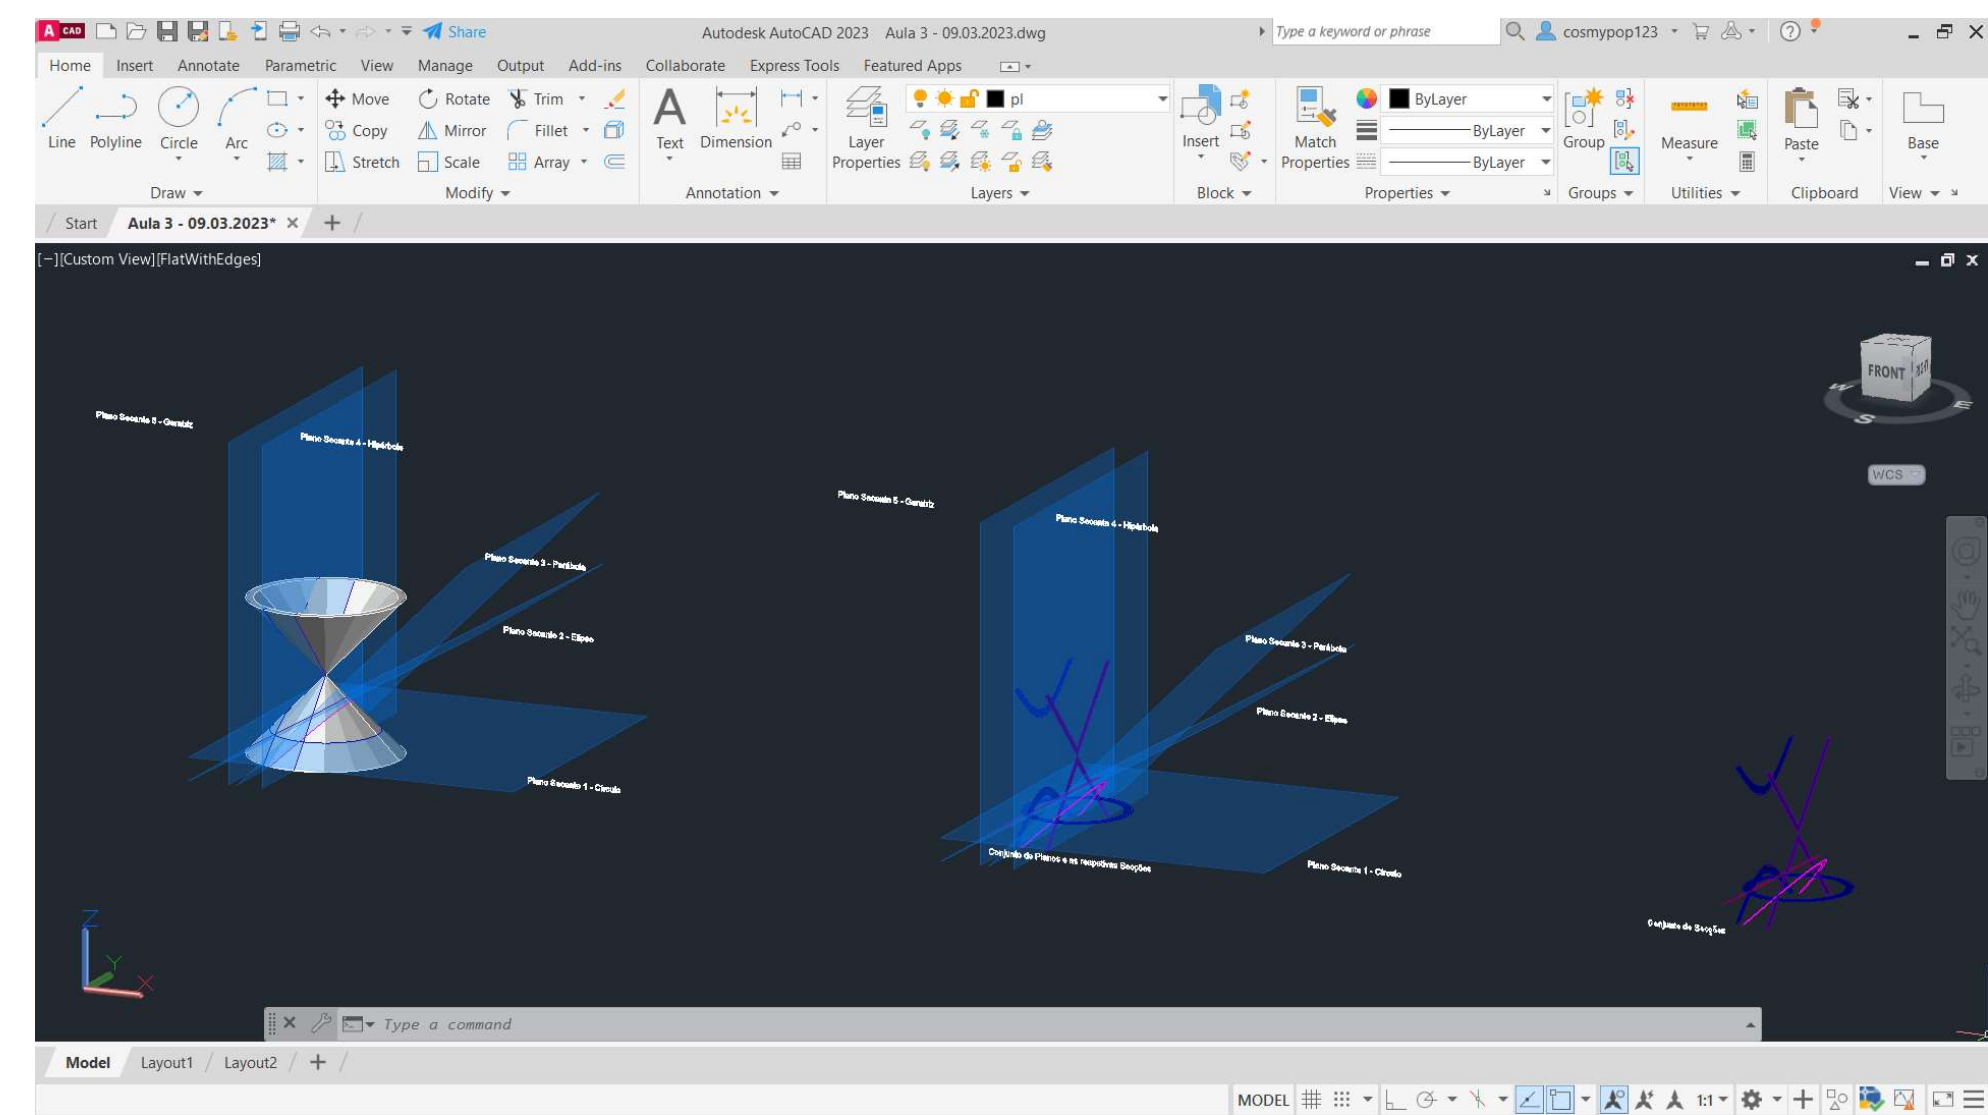 A CAD
Share
Autodesk AutoCAD 2023 Aula 3 - 09.03.2023.dwg
Type a keyword or phrase
cosmypop123
Home Insert Annotate Parametric View Manage Output Add-ins Collaborate Express Tools Featured Apps
Line Polyline Circle Arc
Move Rotate Trim
Copy Mirror Fillet
Stretch Scale Array
Text Dimension
Layer Properties
pl
Insert
Match Properties
ByLayer
ByLayer
ByLayer
Group
Measure
Paste
Base
Draw Modify Annotation Layers Block Properties Groups Utilities Clipboard View
Start Aula 3 - 09.03.2023*
[−][Custom View][FlatWithEdges]
FRONT
W
S
E
WCS
Plano Secante 5 - Geratriz
Plano Secante 4 - Hipérbole
Plano Secante 3 - Parábola
Plano Secante 2 - Elipse
Plano Secante 1 - Círculo
Plano Secante 5 - Geratriz
Plano Secante 4 - Hipérbole
Plano Secante 3 - Parábola
Plano Secante 2 - Elipse
Plano Secante 1 - Círculo
Conjunto de Planos e as respetivas Secções
Conjunto de Secções
Z
Y
X
Type a command
Model Layout1 Layout2
MODEL 1:1